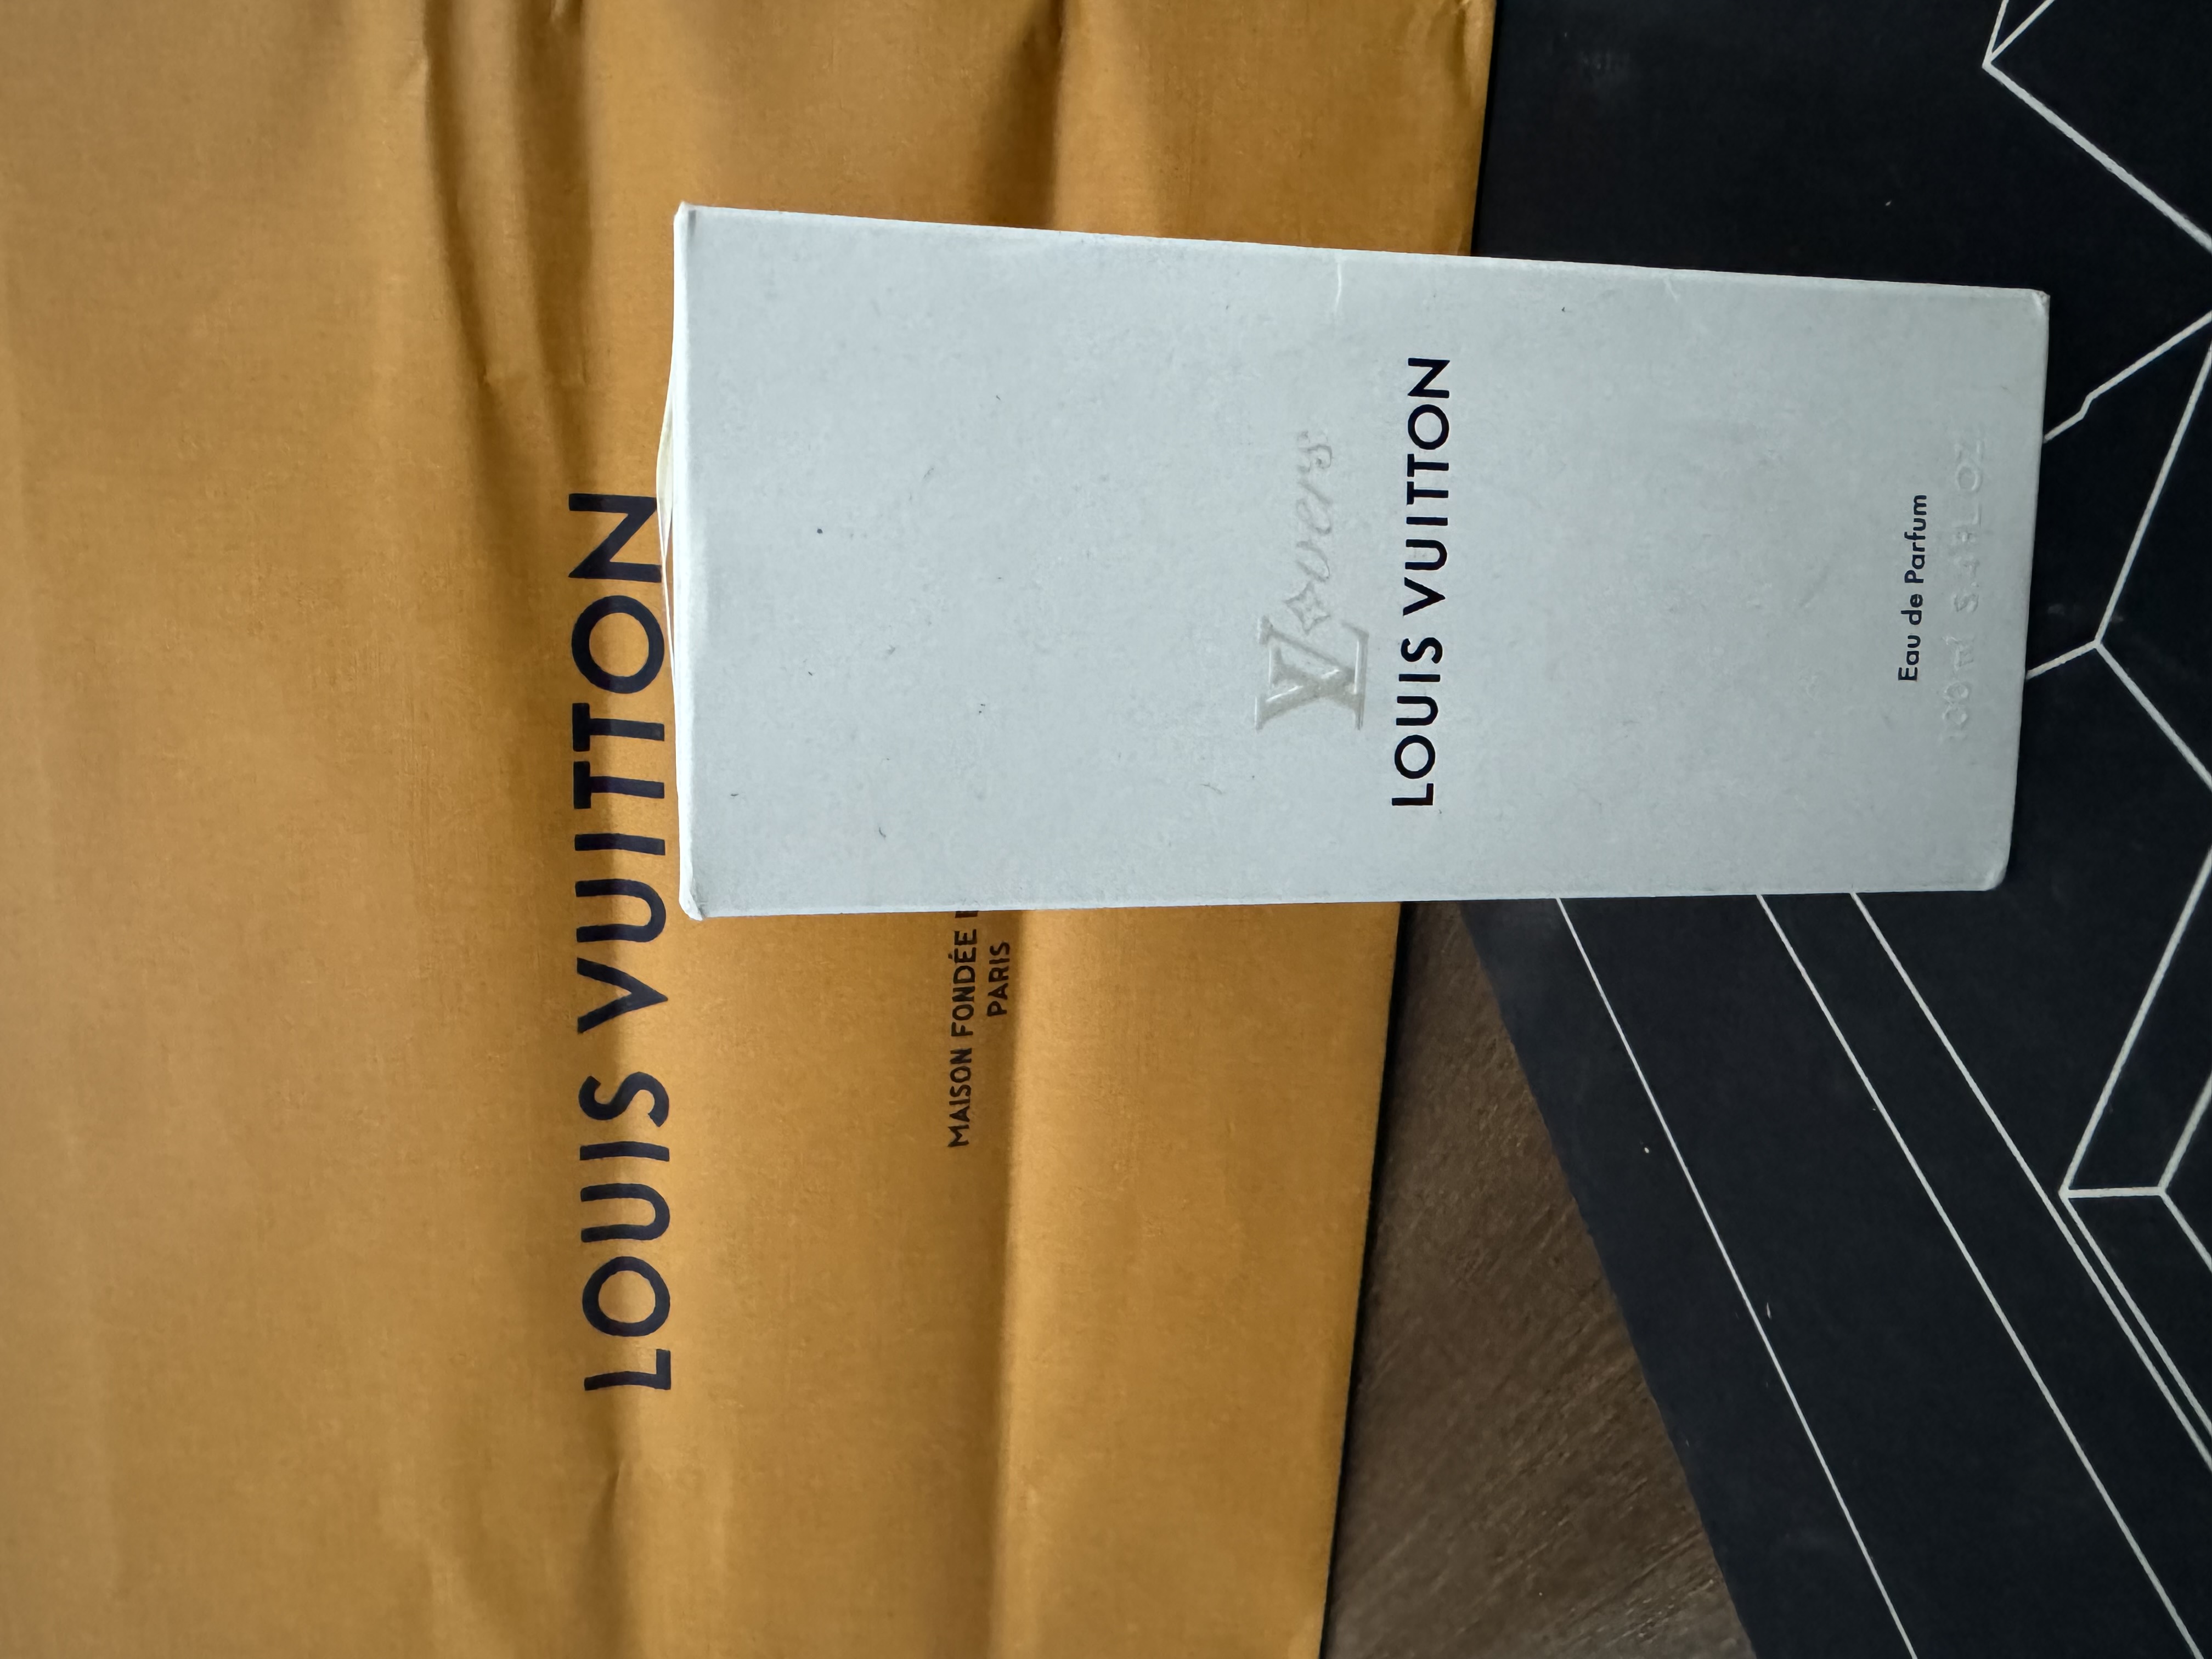 LOUIS VUITTON
MAISON FONDÉE
PARIS
LVovers
LOUIS VUITTON
Eau de Parfum
100 ml 3.4 FL.OZ